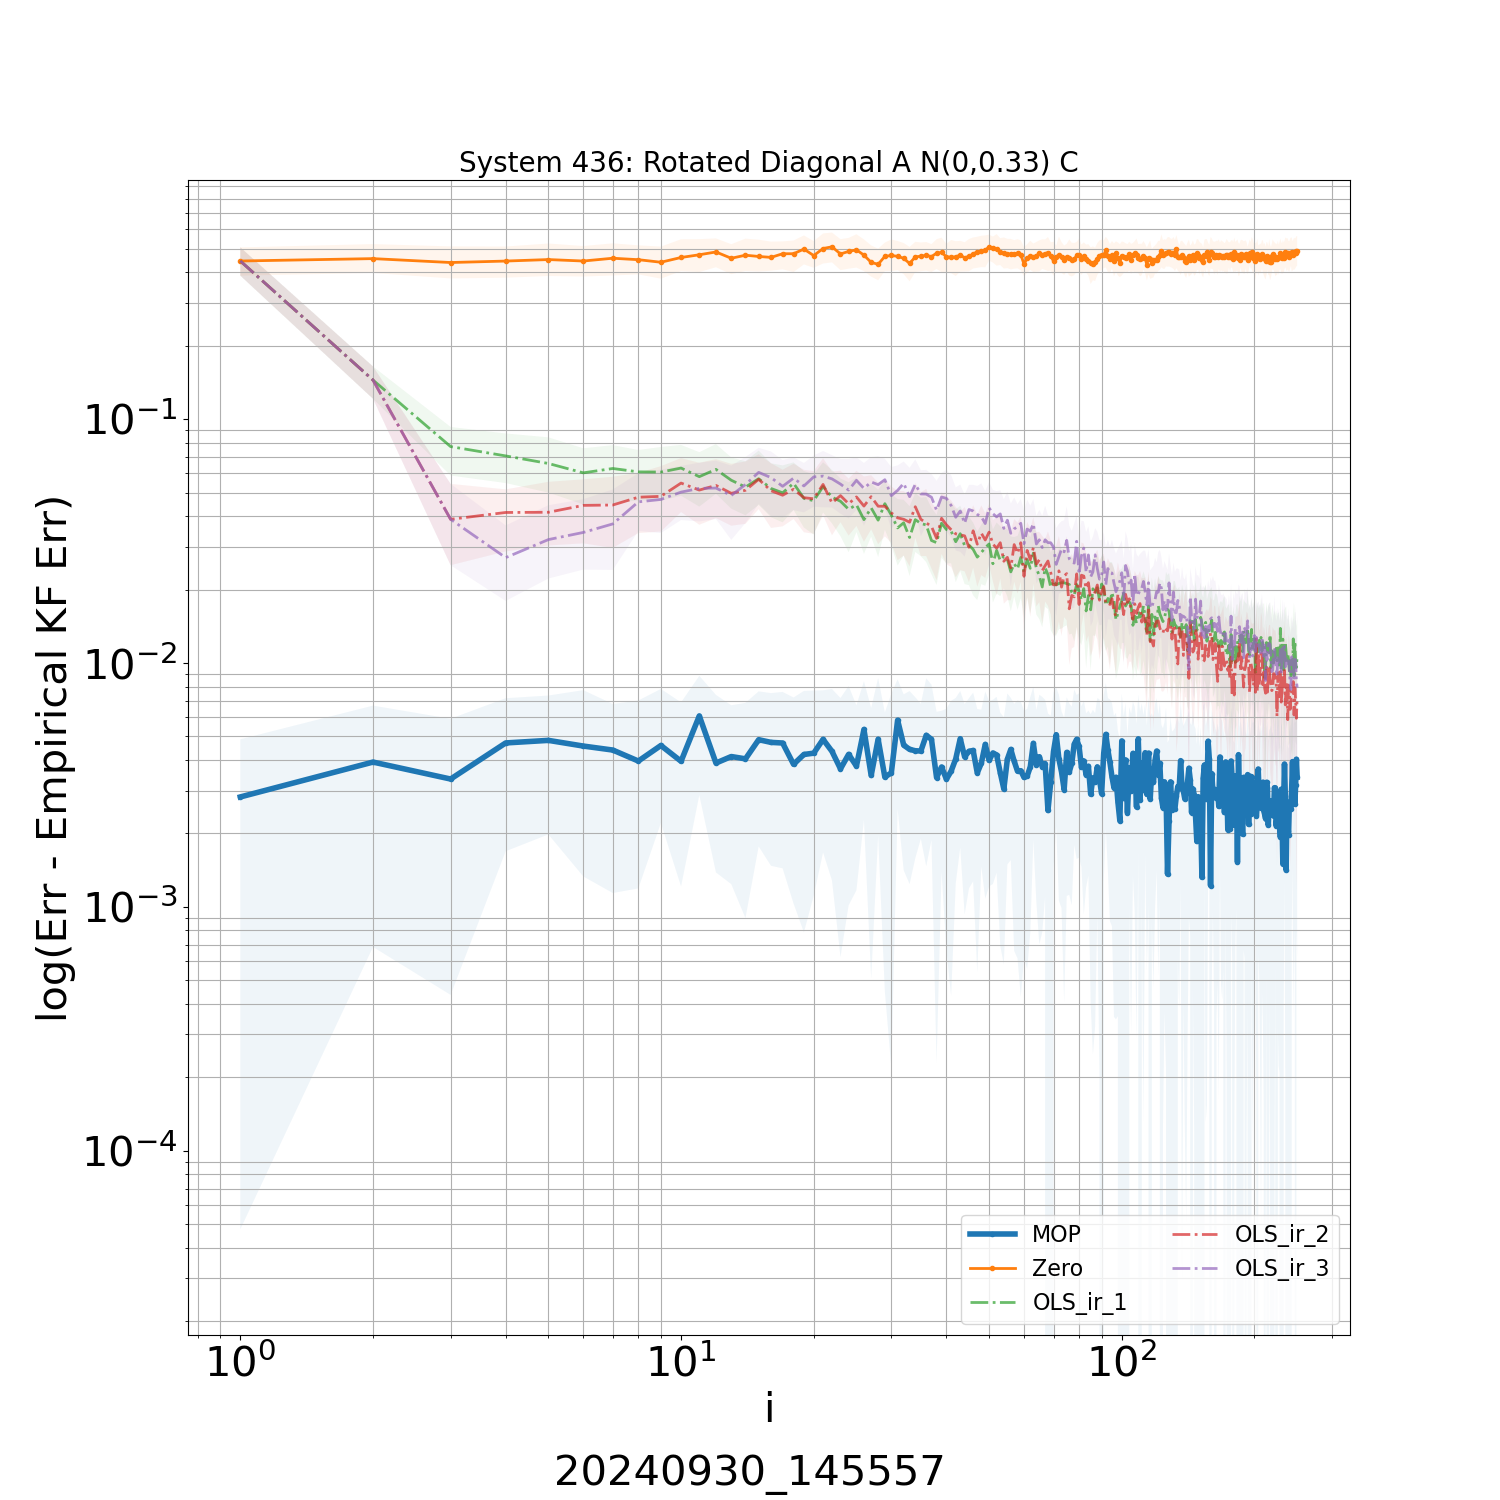 System 436: Rotated Diagonal A N(0,0.33) C
log(Err - Empirical KF Err)
10⁻¹
10⁻²
10⁻³
10⁻⁴
MOP
Zero
OLS_ir_1
OLS_ir_2
OLS_ir_3
10⁰ 10¹ 10²
i
20240930_145557